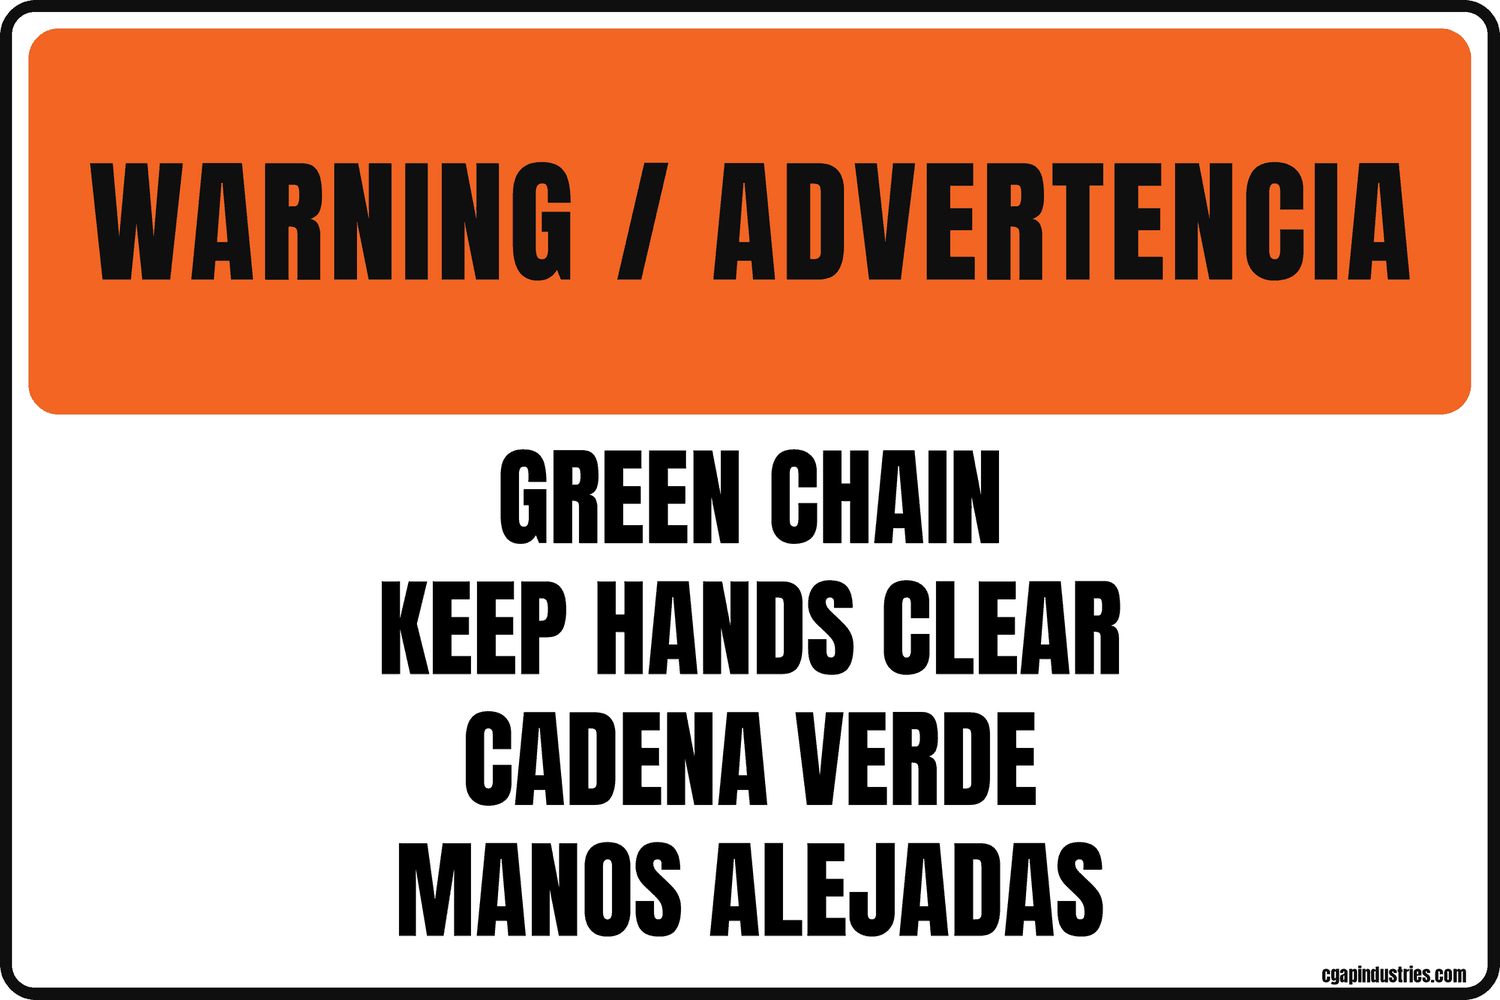 WARNING / ADVERTENCIA
GREEN CHAIN
KEEP HANDS CLEAR
CADENA VERDE
MANOS ALEJADAS
cgapindustries.com